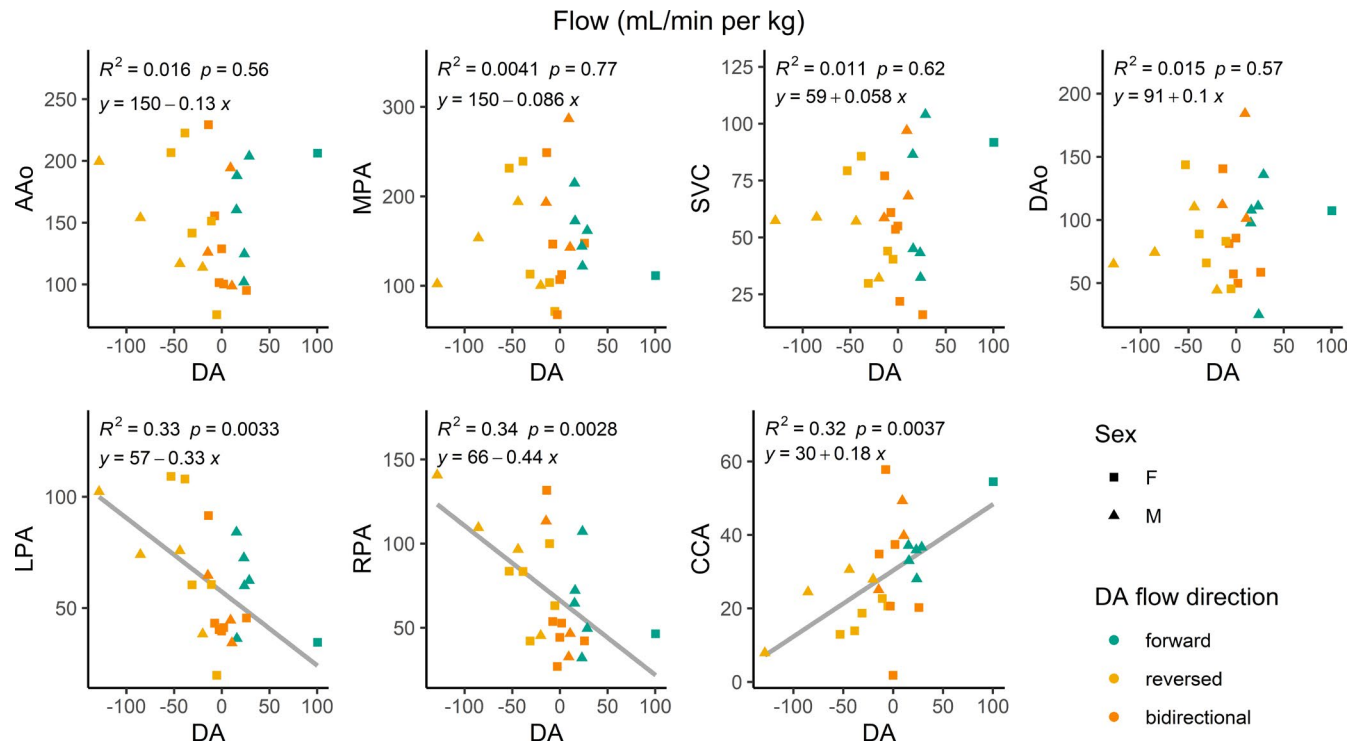 Flow (mL/min per kg)
R² = 0.016 p = 0.56
y = 150 − 0.13 x
250
200
150
100
AAo
-100 -50 0 50 100
DA
R² = 0.0041 p = 0.77
y = 150 − 0.086 x
300
200
100
MPA
-100 -50 0 50 100
DA
R² = 0.011 p = 0.62
y = 59 + 0.058 x
125
100
75
50
25
SVC
-100 -50 0 50 100
DA
R² = 0.015 p = 0.57
y = 91 + 0.1 x
200
150
100
50
DAo
-100 -50 0 50 100
DA
R² = 0.33 p = 0.0033
y = 57 − 0.33 x
100
50
LPA
-100 -50 0 50 100
DA
R² = 0.34 p = 0.0028
y = 66 − 0.44 x
150
100
50
RPA
-100 -50 0 50 100
DA
R² = 0.32 p = 0.0037
y = 30 + 0.18 x
60
40
20
0
CCA
-100 -50 0 50 100
DA
Sex
F
M
DA flow direction
forward
reversed
bidirectional